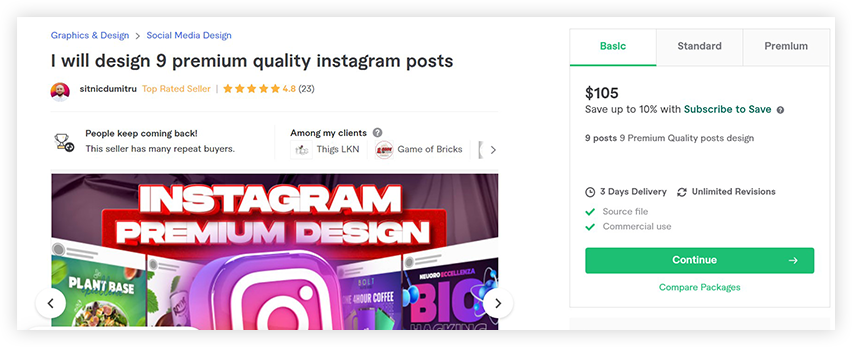 Graphics & Design > Social Media Design
I will design 9 premium quality instagram posts
sitnicdumitru Top Rated Seller | 4.8 (23)
People keep coming back!
This seller has many repeat buyers.
Among my clients ?
Thigs LKN Game of Bricks
INSTAGRAM
PREMIUM DESIGN
PLANT BASE
BOLT
THE 4HOUR COFFEE
NEUORO ECCELLENZA
BIO
HACKING
Basic Standard Premium
$105
Save up to 10% with Subscribe to Save ?
9 posts 9 Premium Quality posts design
3 Days Delivery Unlimited Revisions
Source file
Commercial use
Continue →
Compare Packages